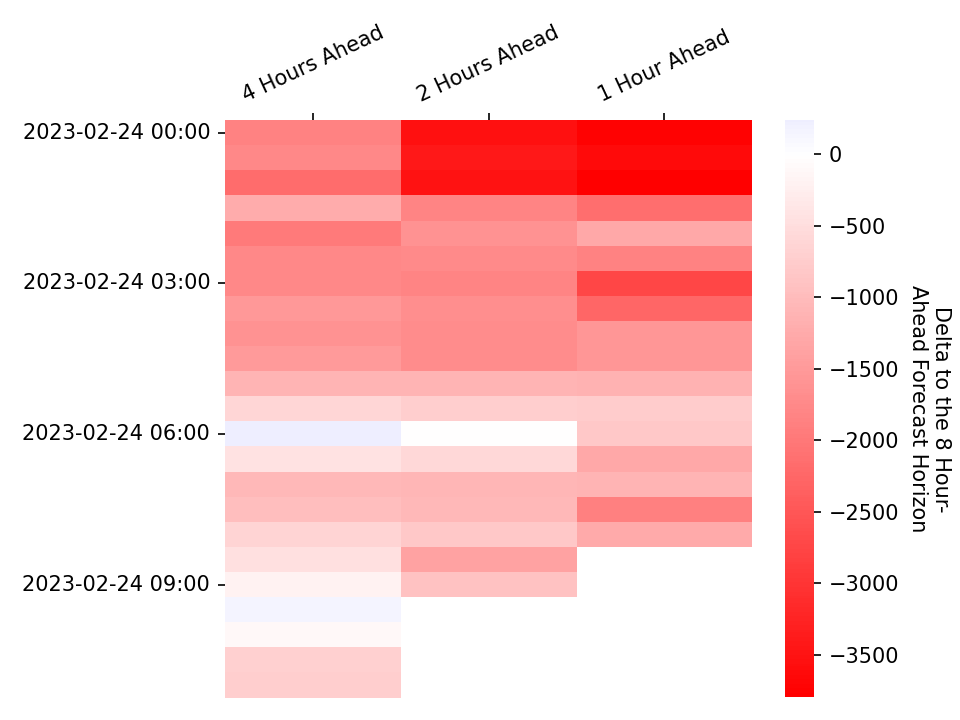 4 Hours Ahead
2 Hours Ahead
1 Hour Ahead
2023-02-24 00:00
2023-02-24 03:00
2023-02-24 06:00
2023-02-24 09:00
0
−500
−1000
−1500
−2000
−2500
−3000
−3500
Delta to the 8 Hour-
Ahead Forecast Horizon